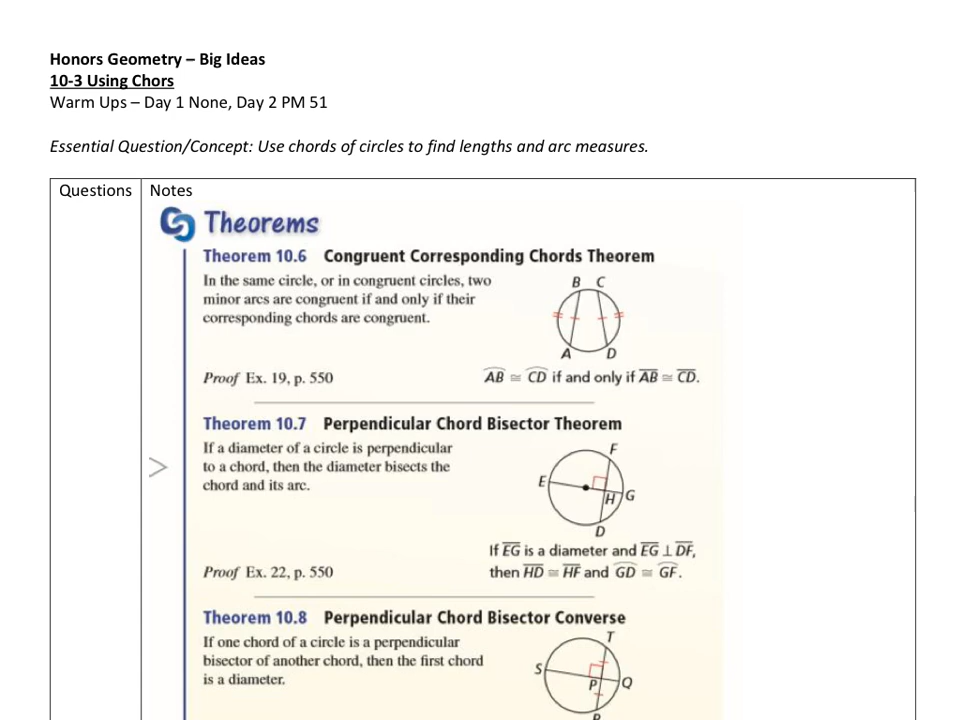 Honors Geometry – Big Ideas
10-3 Using Chors
Warm Ups – Day 1 None, Day 2 PM 51
Essential Question/Concept: Use chords of circles to find lengths and arc measures.
Questions
Notes
Theorems
Theorem 10.6 Congruent Corresponding Chords Theorem
In the same circle, or in congruent circles, two
minor arcs are congruent if and only if their
corresponding chords are congruent.
B C
A D
Proof Ex. 19, p. 550
AB ≅ CD if and only if AB ≅ CD.
Theorem 10.7 Perpendicular Chord Bisector Theorem
If a diameter of a circle is perpendicular
to a chord, then the diameter bisects the
chord and its arc.
F
E
H G
D
If EG is a diameter and EG ⊥ DF,
then HD ≅ HF and GD ≅ GF.
Proof Ex. 22, p. 550
Theorem 10.8 Perpendicular Chord Bisector Converse
If one chord of a circle is a perpendicular
bisector of another chord, then the first chord
is a diameter.
T
S
P Q